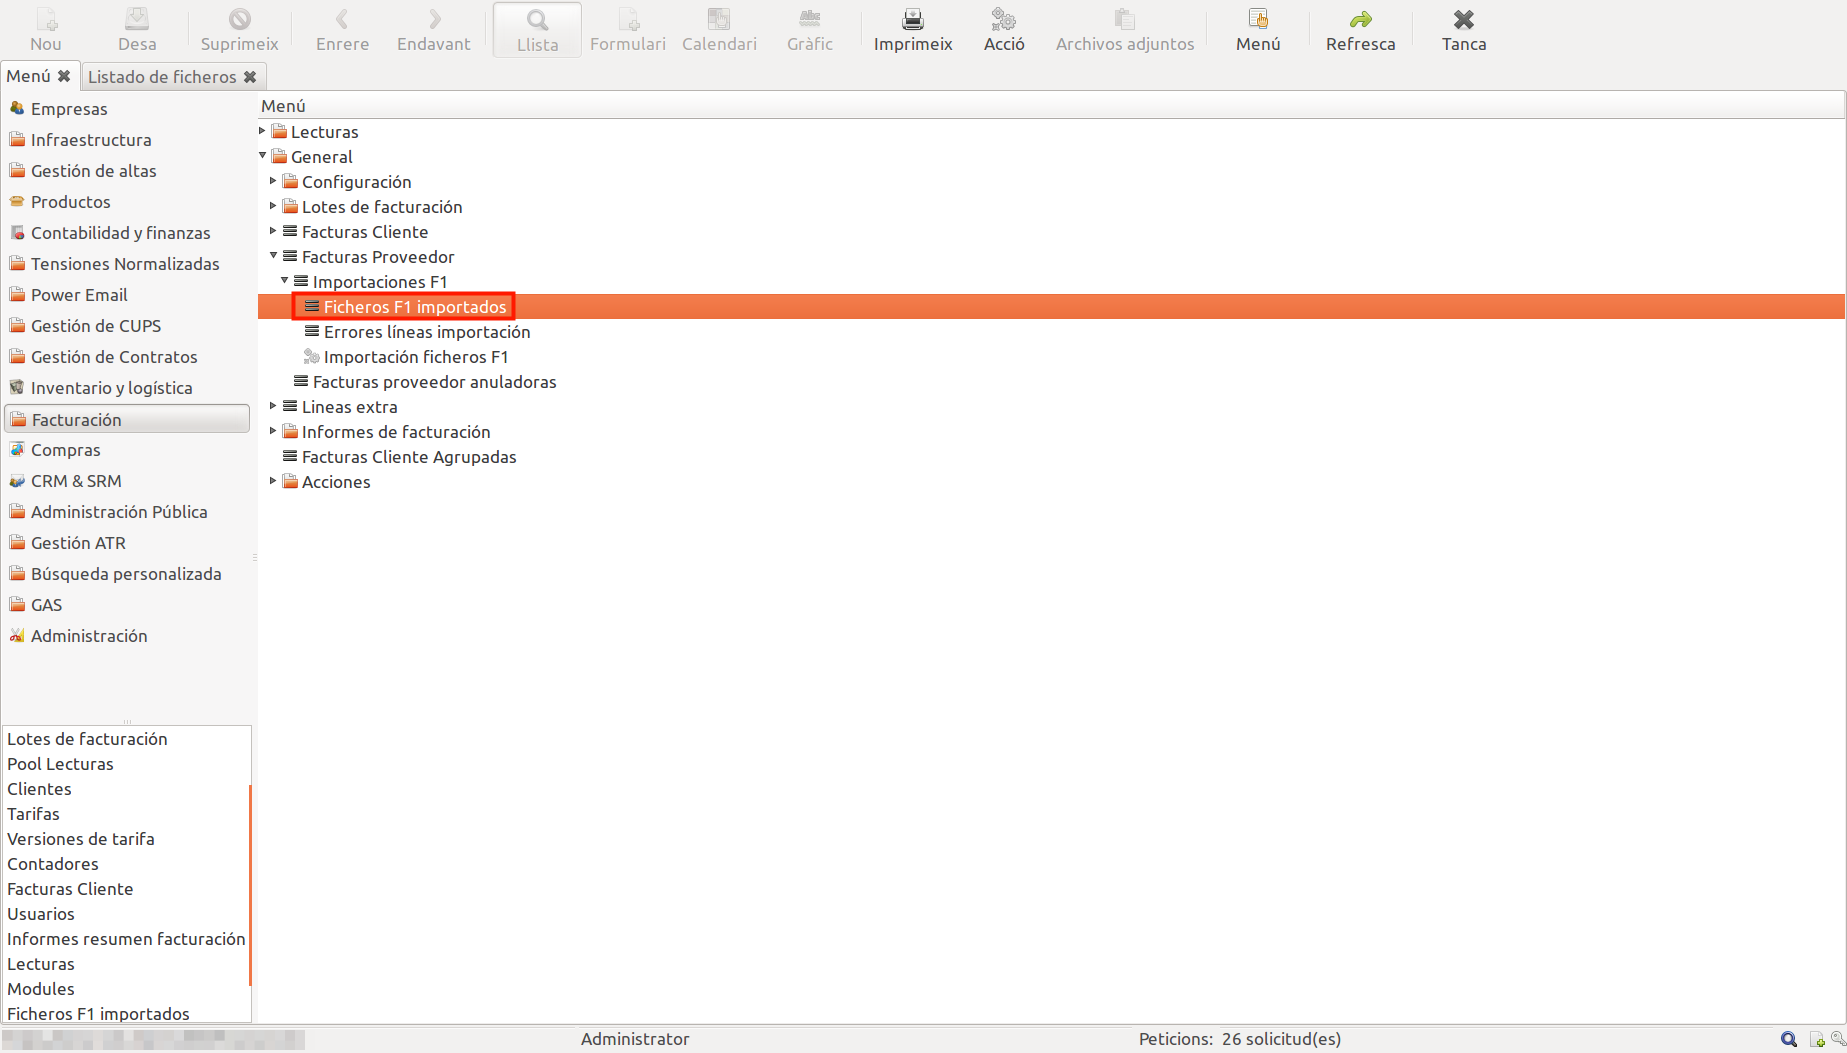 Nou Desa Suprimeix Enrere Endavant Llista Formulari Calendari Gràfic Imprimeix Acció Archivos adjuntos Menú Refresca Tanca
Menú Listado de ficheros
Empresas
Infraestructura
Gestión de altas
Productos
Contabilidad y finanzas
Tensiones Normalizadas
Power Email
Gestión de CUPS
Gestión de Contratos
Inventario y logística
Facturación
Compras
CRM & SRM
Administración Pública
Gestión ATR
Búsqueda personalizada
GAS
Administración
Lotes de facturación
Pool Lecturas
Clientes
Tarifas
Versiones de tarifa
Contadores
Facturas Cliente
Usuarios
Informes resumen facturación
Lecturas
Modules
Ficheros F1 importados
Menú
Lecturas
General
Configuración
Lotes de facturación
Facturas Cliente
Facturas Proveedor
Importaciones F1
Ficheros F1 importados
Errores líneas importación
Importación ficheros F1
Facturas proveedor anuladoras
Lineas extra
Informes de facturación
Facturas Cliente Agrupadas
Acciones
Administrator Peticions: 26 solicitud(es)